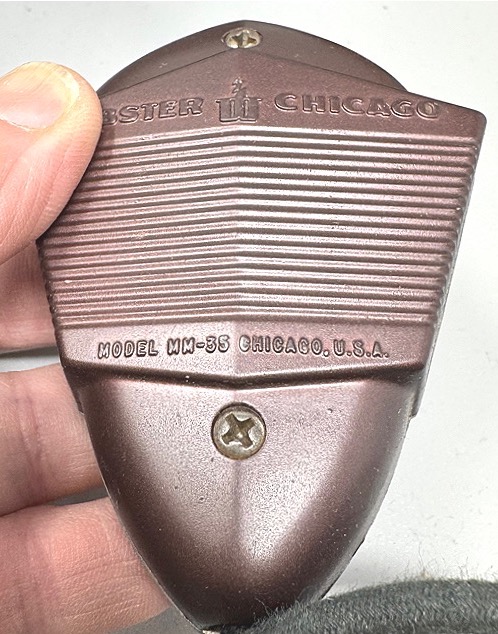 BSTER W CHICAGO
MODEL MM-35 CHICAGO, U.S.A.